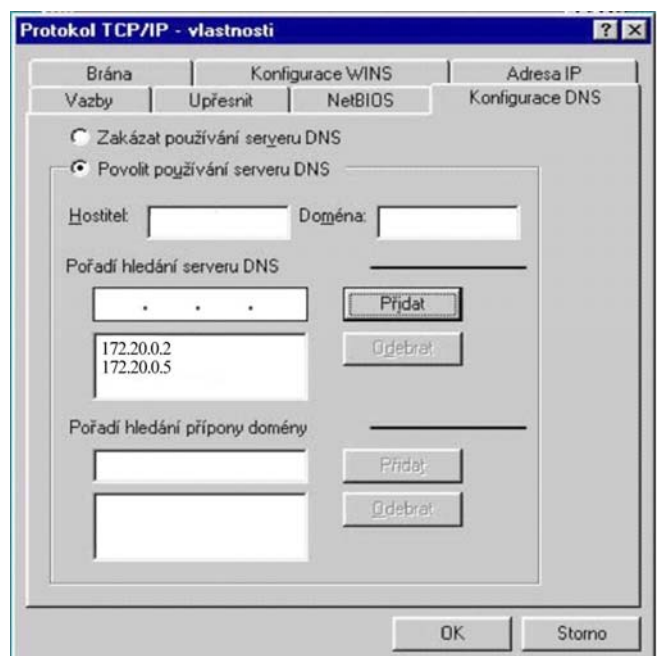 Protokol TCP/IP - vlastnosti
Brána Konfigurace WINS Adresa IP
Vazby Upřesnit NetBIOS Konfigurace DNS
Zakázat používání serveru DNS
Povolit používání serveru DNS
Hostitel: Doména:
Pořadí hledání serveru DNS
. . . Přidat
172.20.0.2 Odebrat
172.20.0.5
Pořadí hledání přípony domény
Přidat
Odebrat
OK Storno